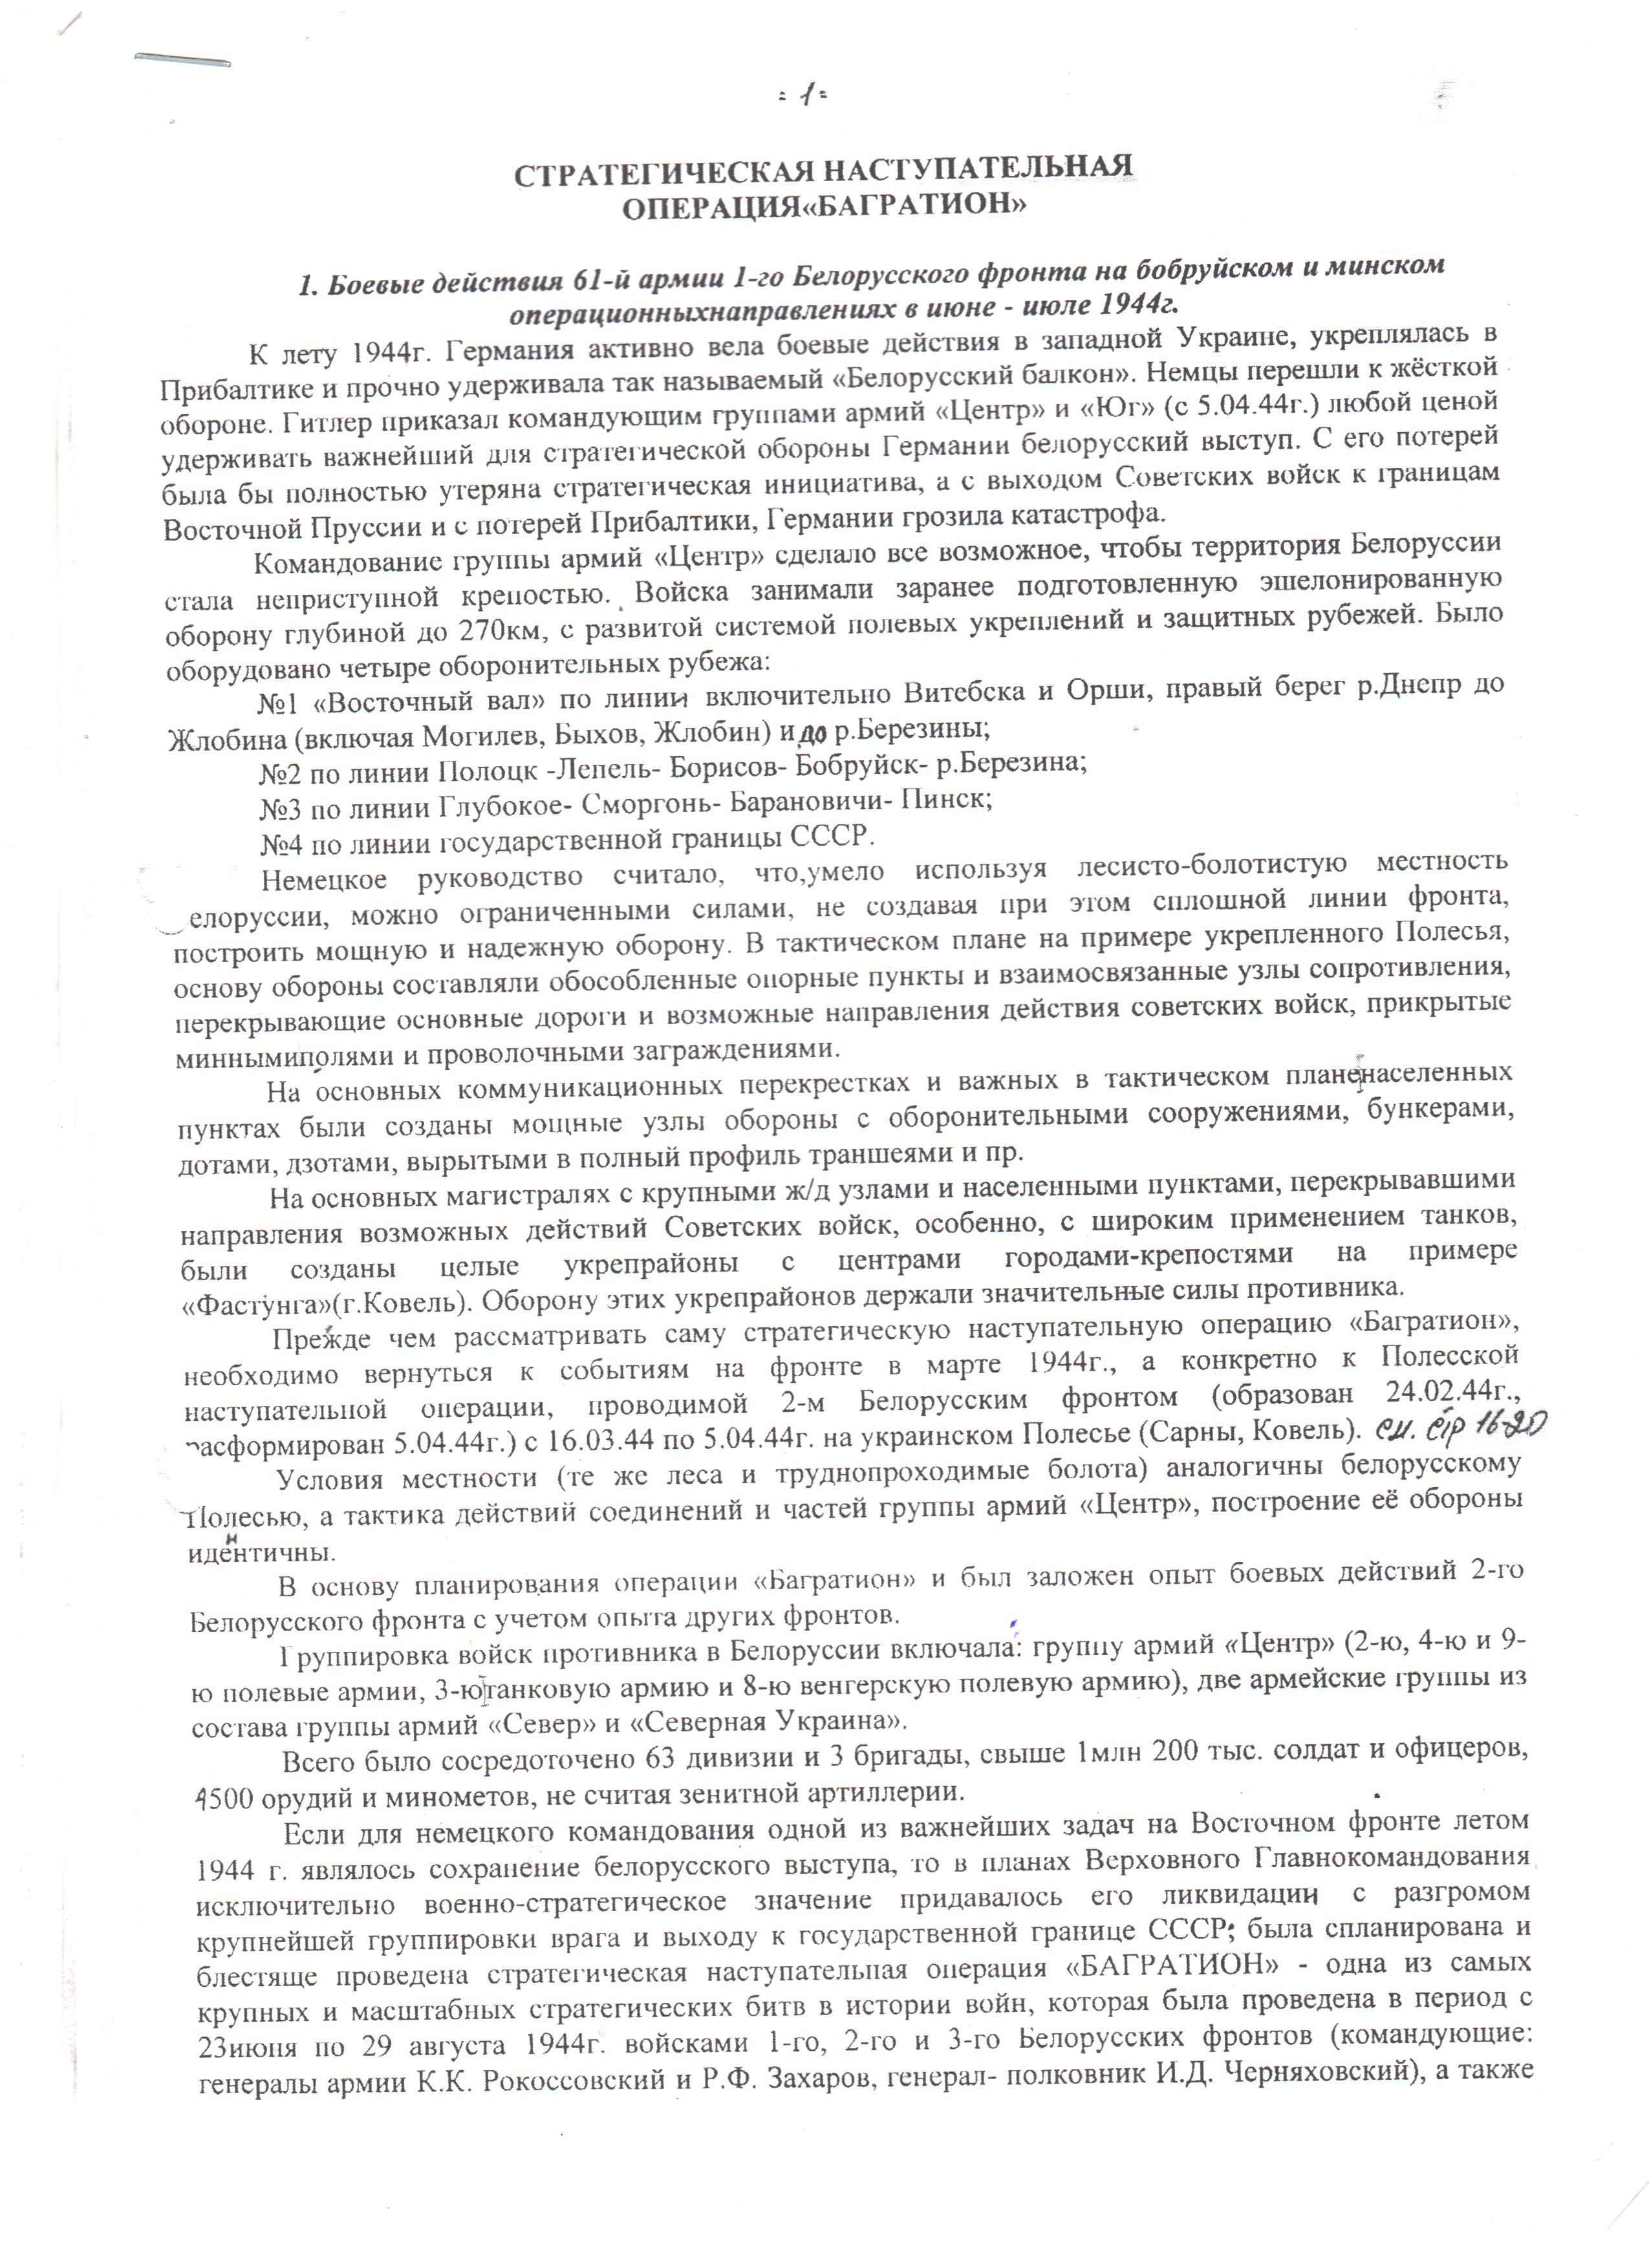 = 1 =
СТРАТЕГИЧЕСКАЯ НАСТУПАТЕЛЬНАЯ
ОПЕРАЦИЯ«БАГРАТИОН»
1. Боевые действия 61-й армии 1-го Белорусского фронта на бобруйском и минском
операционныхнаправлениях в июне - июле 1944г.
К лету 1944г. Германия активно вела боевые действия в западной Украине, укреплялась в
Прибалтике и прочно удерживала так называемый «Белорусский балкон». Немцы перешли к жёсткой
обороне. Гитлер приказал командующим группами армий «Центр» и «Юг» (с 5.04.44г.) любой ценой
удерживать важнейший для стратегической обороны Германии белорусский выступ. С его потерей
была бы полностью утеряна стратегическая инициатива, а с выходом Советских войск к границам
Восточной Пруссии и с потерей Прибалтики, Германии грозила катастрофа.
Командование группы армий «Центр» сделало все возможное, чтобы территория Белоруссии
стала неприступной крепостью. Войска занимали заранее подготовленную эшелонированную
оборону глубиной до 270км, с развитой системой полевых укреплений и защитных рубежей. Было
оборудовано четыре оборонительных рубежа:
№1 «Восточный вал» по линии включительно Витебска и Орши, правый берег р.Днепр до
Жлобина (включая Могилев, Быхов, Жлобин) и до р.Березины;
№2 по линии Полоцк -Лепель- Борисов- Бобруйск- р.Березина;
№3 по линии Глубокое- Сморгонь- Барановичи- Пинск;
№4 по линии государственной границы СССР.
Немецкое руководство считало, что,умело используя лесисто-болотистую местность
елоруссии, можно ограниченными силами, не создавая при этом сплошной линии фронта,
построить мощную и надежную оборону. В тактическом плане на примере укрепленного Полесья,
основу обороны составляли обособленные опорные пункты и взаимосвязанные узлы сопротивления,
перекрывающие основные дороги и возможные направления действия советских войск, прикрытые
миннымиполями и проволочными заграждениями.
На основных коммуникационных перекрестках и важных в тактическом планенаселенных
пунктах были созданы мощные узлы обороны с оборонительными сооружениями, бункерами,
дотами, дзотами, вырытыми в полный профиль траншеями и пр.
На основных магистралях с крупными ж/д узлами и населенными пунктами, перекрывавшими
направления возможных действий Советских войск, особенно, с широким применением танков,
были созданы целые укрепрайоны с центрами городами-крепостями на примере
«Фастунга»(г.Ковель). Оборону этих укрепрайонов держали значительные силы противника.
Прежде чем рассматривать саму стратегическую наступательную операцию «Багратион»,
необходимо вернуться к событиям на фронте в марте 1944г., а конкретно к Полесской
наступательной операции, проводимой 2-м Белорусским фронтом (образован 24.02.44г.,
расформирован 5.04.44г.) с 16.03.44 по 5.04.44г. на украинском Полесье (Сарны, Ковель). см. стр 16-20
Условия местности (те же леса и труднопроходимые болота) аналогичны белорусскому
Полесью, а тактика действий соединений и частей группы армий «Центр», построение её обороны
идентичны.
В основу планирования операции «Багратион» и был заложен опыт боевых действий 2-го
Белорусского фронта с учетом опыта других фронтов.
Группировка войск противника в Белоруссии включала: группу армий «Центр» (2-ю, 4-ю и 9-
ю полевые армии, 3-ютанковую армию и 8-ю венгерскую полевую армию), две армейские группы из
состава группы армий «Север» и «Северная Украина».
Всего было сосредоточено 63 дивизии и 3 бригады, свыше 1млн 200 тыс. солдат и офицеров,
9500 орудий и минометов, не считая зенитной артиллерии.
Если для немецкого командования одной из важнейших задач на Восточном фронте летом
1944 г. являлось сохранение белорусского выступа, то в планах Верховного Главнокомандования
исключительно военно-стратегическое значение придавалось его ликвидации с разгромом
крупнейшей группировки врага и выходу к государственной границе СССР; была спланирована и
блестяще проведена стратегическая наступательная операция «БАГРАТИОН» - одна из самых
крупных и масштабных стратегических битв в истории войн, которая была проведена в период с
23июня по 29 августа 1944г. войсками 1-го, 2-го и 3-го Белорусских фронтов (командующие:
генералы армии К.К. Рокоссовский и Р.Ф. Захаров, генерал- полковник И.Д. Черняховский), а также